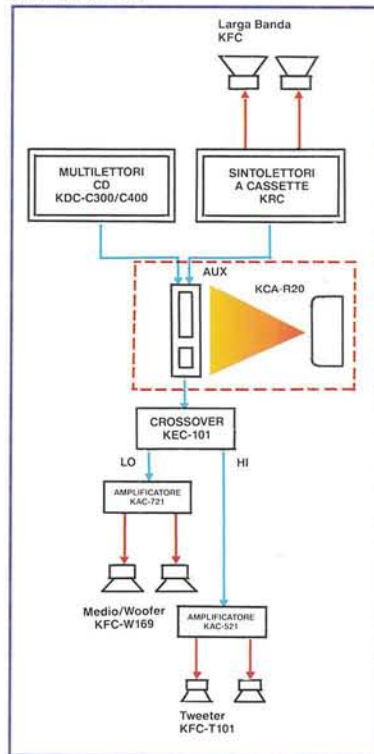 Larga Banda
KFC
MULTILETTORI
CD
KDC-C300/C400
SINTOLETTORI
A CASSETTE
KRC
AUX
KCA-R20
CROSSOVER
KEC-101
LO
HI
AMPLIFICATORE
KAC-721
Medio/Woofer
KFC-W169
AMPLIFICATORE
KAC-521
Tweeter
KFC-T101